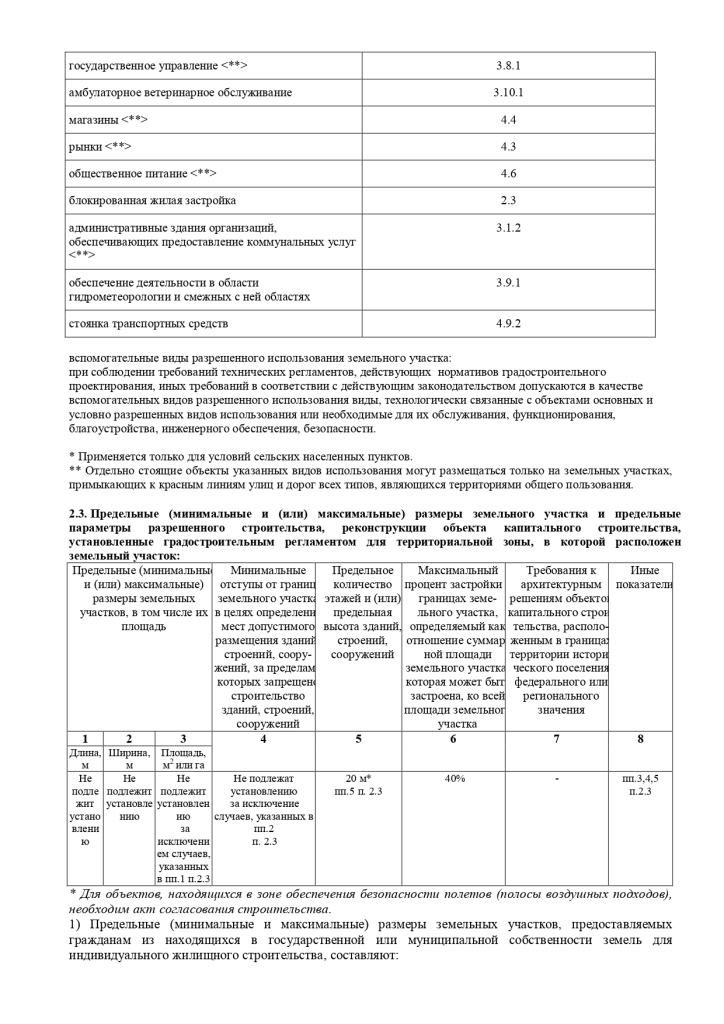 государственное управление <**> 3.8.1
амбулаторное ветеринарное обслуживание 3.10.1
магазины <**> 4.4
рынки <**> 4.3
общественное питание <**> 4.6
блокированная жилая застройка 2.3
административные здания организаций, 3.1.2
обеспечивающих предоставление коммунальных услуг
<**>
обеспечение деятельности в области 3.9.1
гидрометеорологии и смежных с ней областях
стоянка транспортных средств 4.9.2
вспомогательные виды разрешенного использования земельного участка:
при соблюдении требований технических регламентов, действующих нормативов градостроительного
проектирования, иных требований в соответствии с действующим законодательством допускаются в качестве
вспомогательных видов разрешенного использования виды, технологически связанные с объектами основных и
условно разрешенных видов использования или необходимые для их обслуживания, функционирования,
благоустройства, инженерного обеспечения, безопасности.
* Применяется только для условий сельских населенных пунктов.
** Отдельно стоящие объекты указанных видов использования могут размещаться только на земельных участках,
примыкающих к красным линиям улиц и дорог всех типов, являющихся территориями общего пользования.
2.3. Предельные (минимальные и (или) максимальные) размеры земельного участка и предельные
параметры разрешенного строительства, реконструкции объекта капитального строительства,
установленные градостроительным регламентом для территориальной зоны, в которой расположен
земельный участок:
Предельные (минимальные
и (или) максимальные)
размеры земельных
участков, в том числе их
площадь
Минимальные
отступы от границ
земельного участка
в целях определени
мест допустимого
размещения зданий
строений, соору-
жений, за пределам
которых запрещено
строительство
зданий, строений,
сооружений
Предельное
количество
этажей и (или)
предельная
высота зданий,
строений,
сооружений
Максимальный
процент застройки
границах земе-
льного участка,
определяемый как
отношение суммар
ной площади
земельного участка
которая может быт
застроена, ко всей
площади земельног
участка
Требования к
архитектурным
решениям объектов
капитального строи
тельства, располо-
женным в граница
территории истори
ческого поселения
федерального или
регионального
значения
Иные
показатели
1 2 3 4 5 6 7 8
Длина, м
Ширина, м
Площадь, м2 или га
Не
подле
жит
устано
влени
ю
Не
подлежит
установле
нию
Не
подлежит
установлен
ию
за
исключени
ем случаев,
указанных
в пп.1 п.2.3
Не подлежат
установлению
за исключение
случаев, указанных в
пп.2
п. 2.3
20 м*
пп.5 п. 2.3
40%
-
пп.3,4,5
п.2.3
* Для объектов, находящихся в зоне обеспечения безопасности полетов (полосы воздушных подходов),
необходим акт согласования строительства.
1) Предельные (минимальные и максимальные) размеры земельных участков, предоставляемых
гражданам из находящихся в государственной или муниципальной собственности земель для
индивидуального жилищного строительства, составляют: